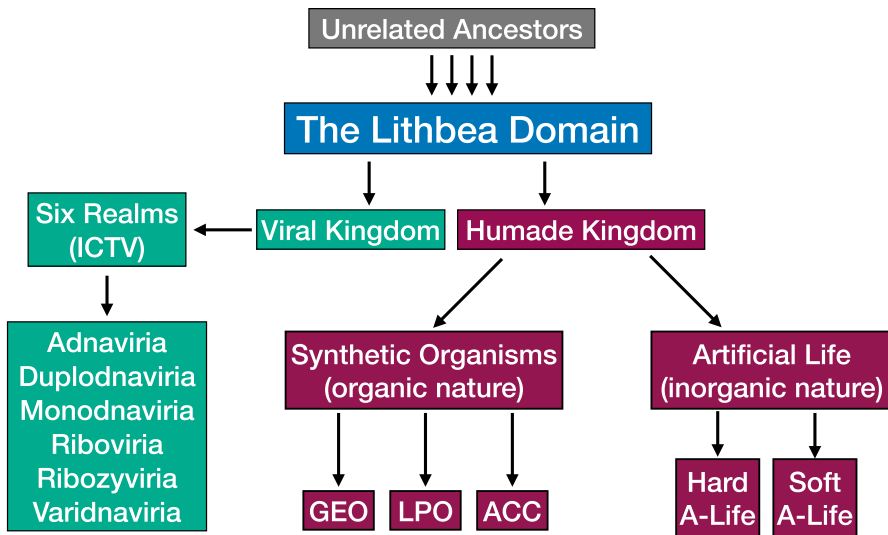 Unrelated Ancestors
The Lithbea Domain
Six Realms
(ICTV)
Viral Kingdom
Humade Kingdom
Adnaviria
Duplodnaviria
Monodnaviria
Riboviria
Ribozyviria
Varidnaviria
Synthetic Organisms
(organic nature)
Artificial Life
(inorganic nature)
GEO
LPO
ACC
Hard
A-Life
Soft
A-Life